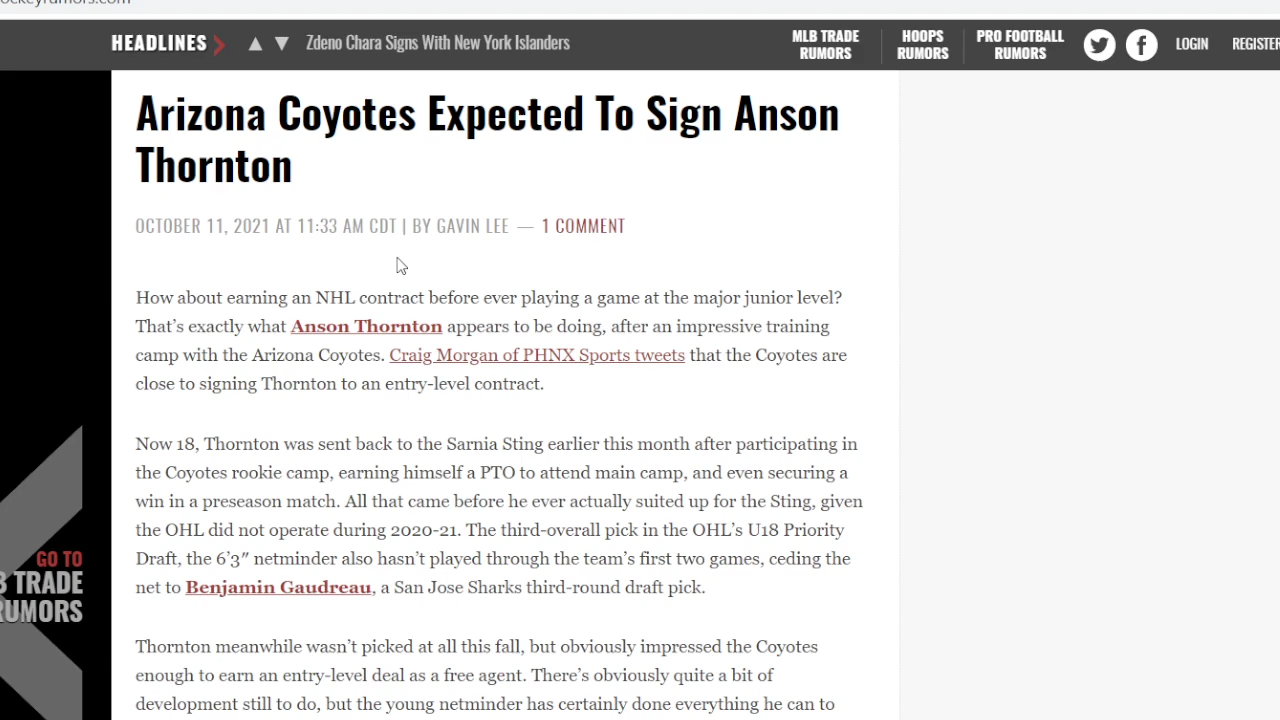 ockeyrumors.com
HEADLINES Zdeno Chara Signs With New York Islanders
MLB TRADE
RUMORS
HOOPS
RUMORS
PRO FOOTBALL
RUMORS
LOGIN
REGISTER
Arizona Coyotes Expected To Sign Anson
Thornton
OCTOBER 11, 2021 AT 11:33 AM CDT | BY GAVIN LEE — 1 COMMENT
How about earning an NHL contract before ever playing a game at the major junior level?
That's exactly what Anson Thornton appears to be doing, after an impressive training
camp with the Arizona Coyotes. Craig Morgan of PHNX Sports tweets that the Coyotes are
close to signing Thornton to an entry-level contract.
Now 18, Thornton was sent back to the Sarnia Sting earlier this month after participating in
the Coyotes rookie camp, earning himself a PTO to attend main camp, and even securing a
win in a preseason match. All that came before he ever actually suited up for the Sting, given
the OHL did not operate during 2020-21. The third-overall pick in the OHL's U18 Priority
Draft, the 6'3″ netminder also hasn't played through the team's first two games, ceding the
net to Benjamin Gaudreau, a San Jose Sharks third-round draft pick.
Thornton meanwhile wasn't picked at all this fall, but obviously impressed the Coyotes
enough to earn an entry-level deal as a free agent. There's obviously quite a bit of
development still to do, but the young netminder has certainly done everything he can to
GO TO
B TRADE
RUMORS